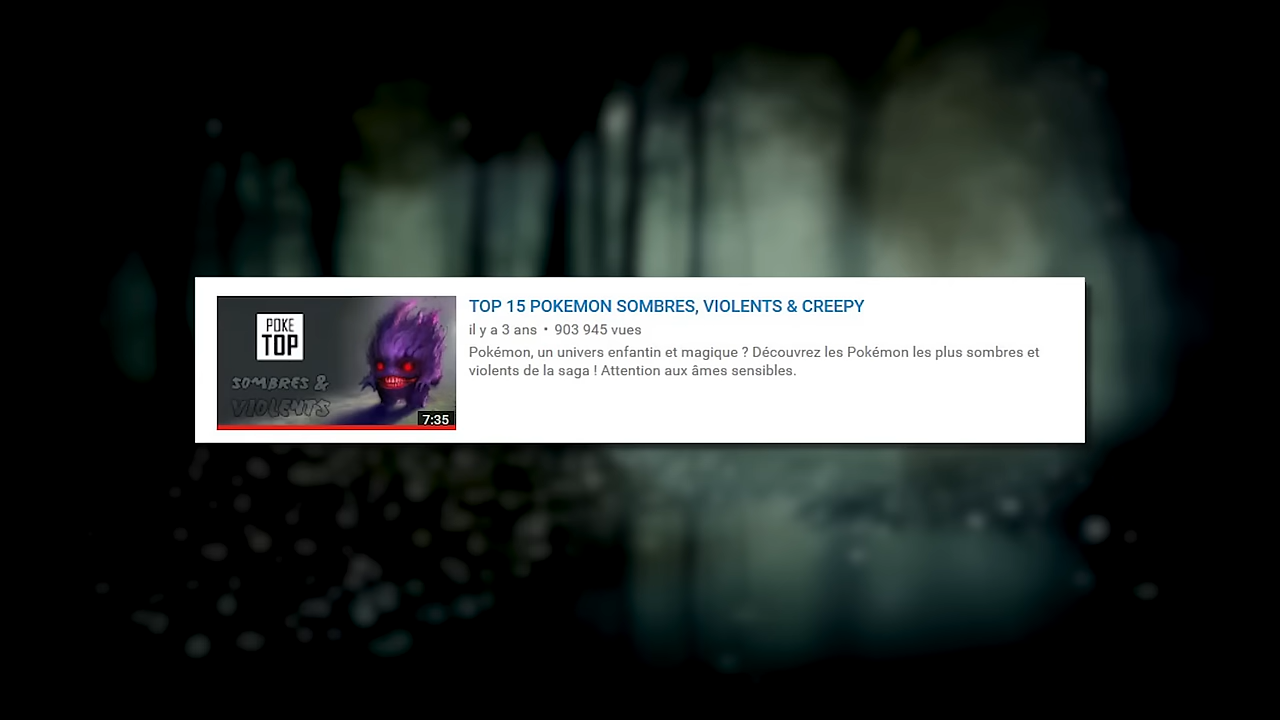 POKE
TOP
SOMBRES &
VIOLENTS
7:35
TOP 15 POKEMON SOMBRES, VIOLENTS & CREEPY
il y a 3 ans • 903 945 vues
Pokémon, un univers enfantin et magique ? Découvrez les Pokémon les plus sombres et
violents de la saga ! Attention aux âmes sensibles.